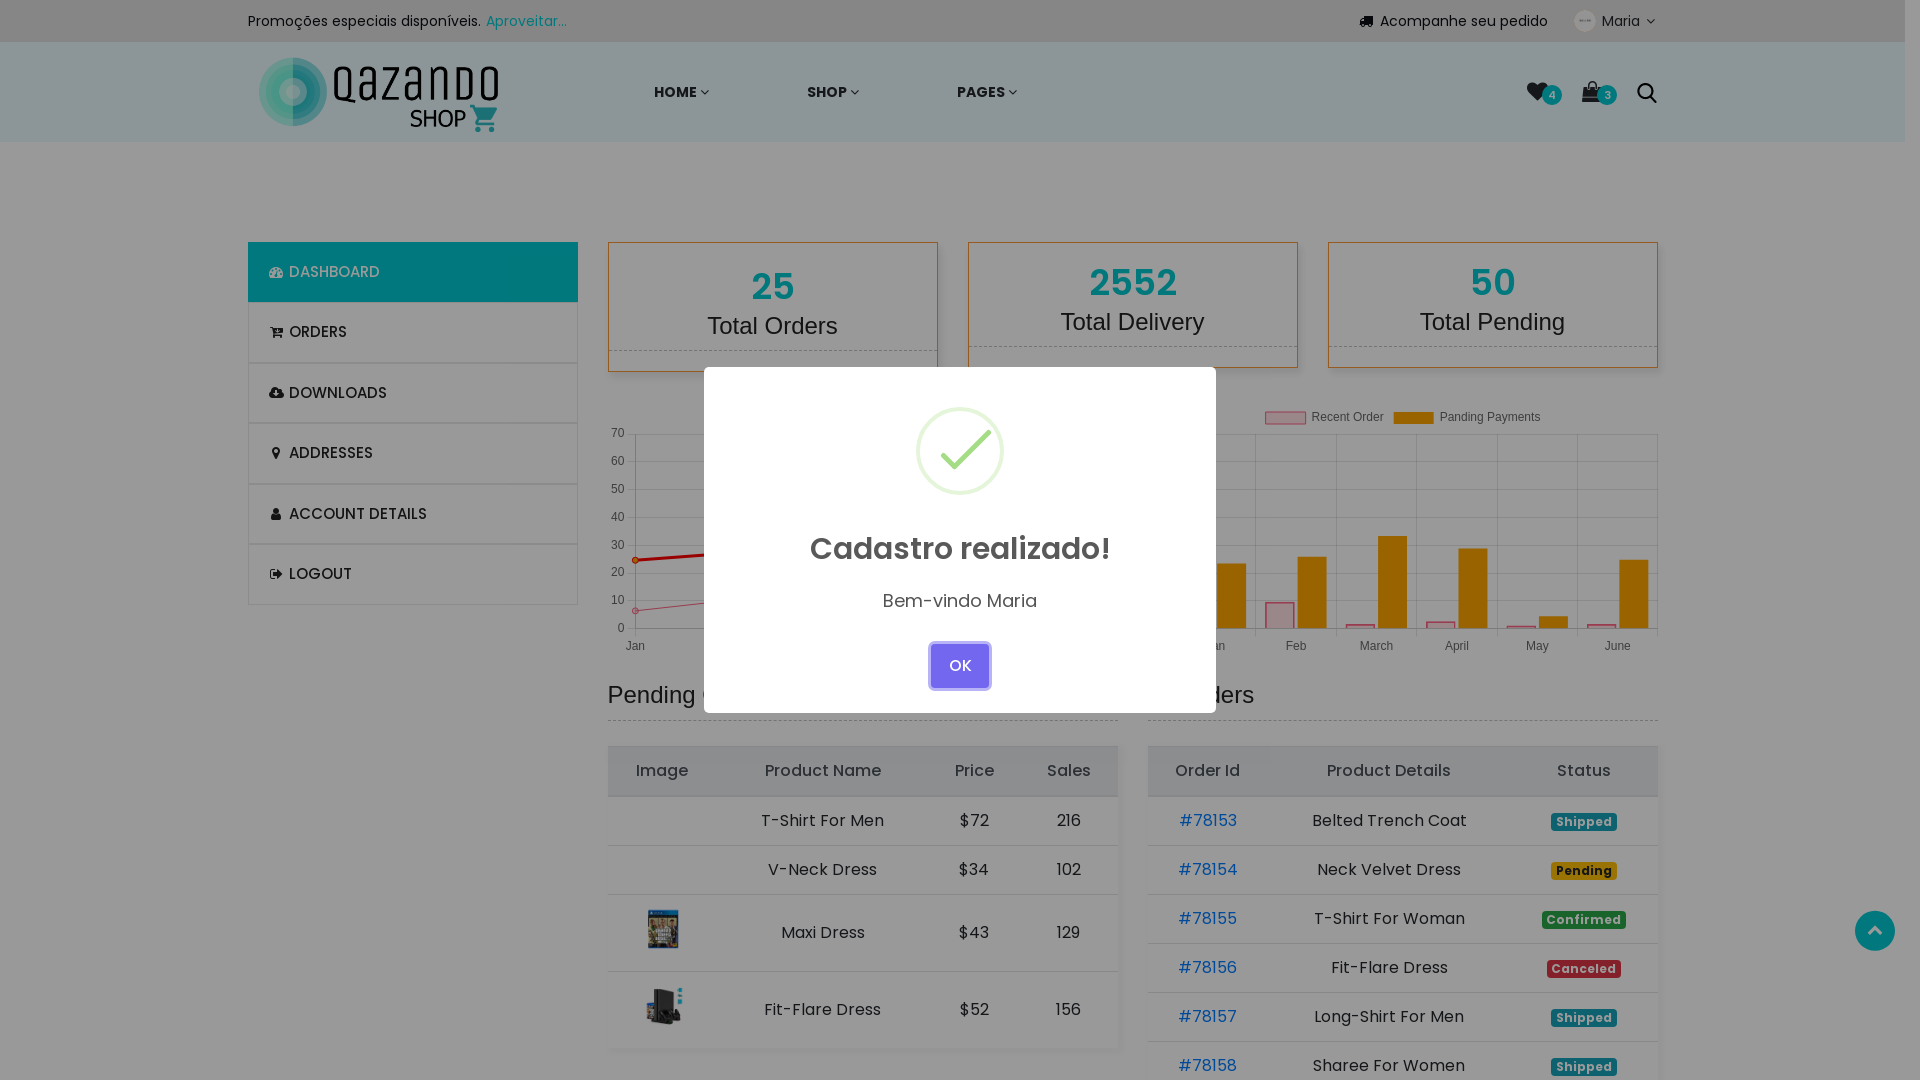 Promoções especiais disponíveis. Aproveitar...
Acompanhe seu pedido
Maria
Qazando
SHOP
HOME
SHOP
PAGES
4
3
DASHBOARD
ORDERS
DOWNLOADS
ADDRESSES
ACCOUNT DETAILS
LOGOUT
25
Total Orders
2552
Total Delivery
50
Total Pending
Recent Order
Panding Payments
70
60
50
40
30
20
10
0
Jan
Feb
March
April
May
June
Cadastro realizado!
Bem-vindo Maria
OK
Pending
Image Product Name Price Sales
T-Shirt For Men $72 216
V-Neck Dress $34 102
Maxi Dress $43 129
Fit-Flare Dress $52 156
Order Id Product Details Status
#78153 Belted Trench Coat Shipped
#78154 Neck Velvet Dress Pending
#78155 T-Shirt For Woman Confirmed
#78156 Fit-Flare Dress Canceled
#78157 Long-Shirt For Men Shipped
#78158 Sharee For Women Shipped